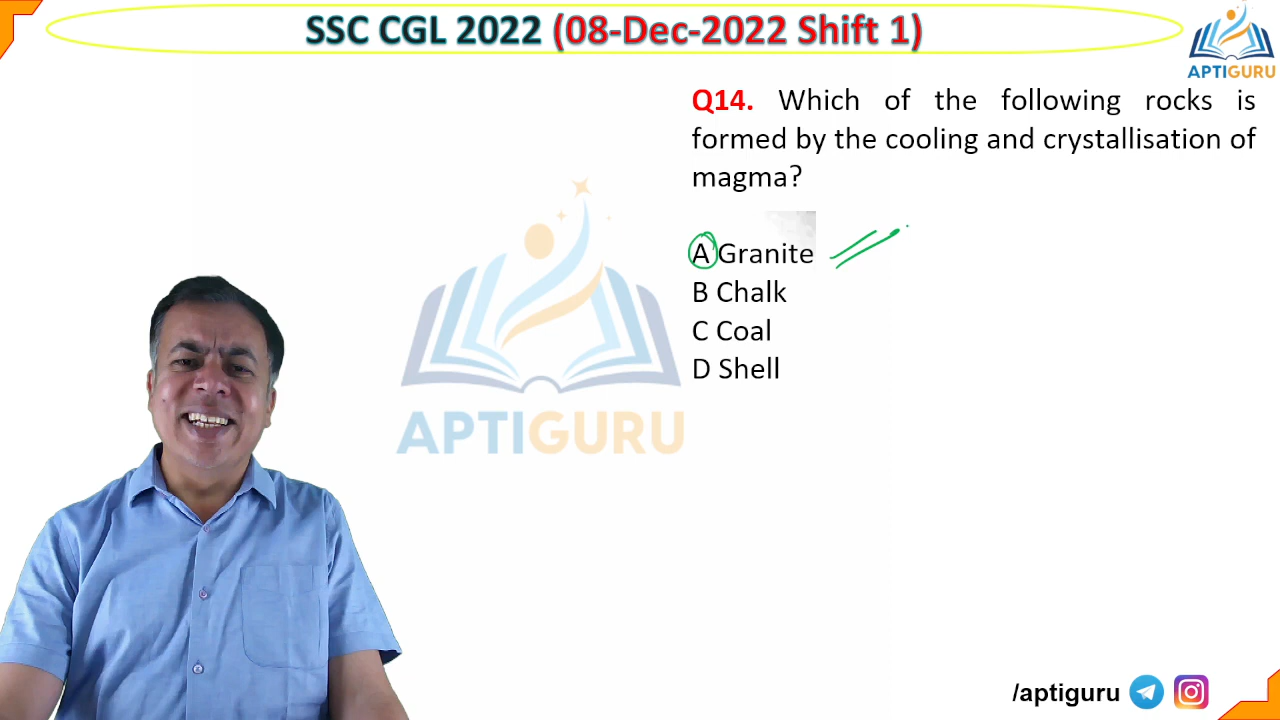 SSC CGL 2022 (08-Dec-2022 Shift 1)
APTIGURU
Q14. Which of the following rocks is
formed by the cooling and crystallisation of
magma?
A Granite
B Chalk
C Coal
D Shell
APTIGURU
/aptiguru